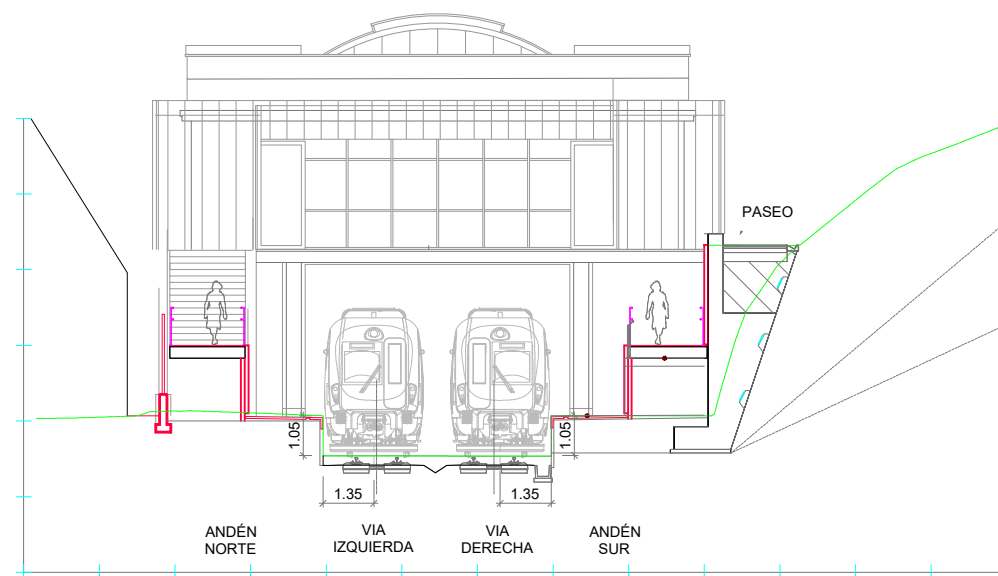 PASEO
1.05
1.05
1.35
1.35
ANDÉN
NORTE
VIA
IZQUIERDA
VIA
DERECHA
ANDÉN
SUR